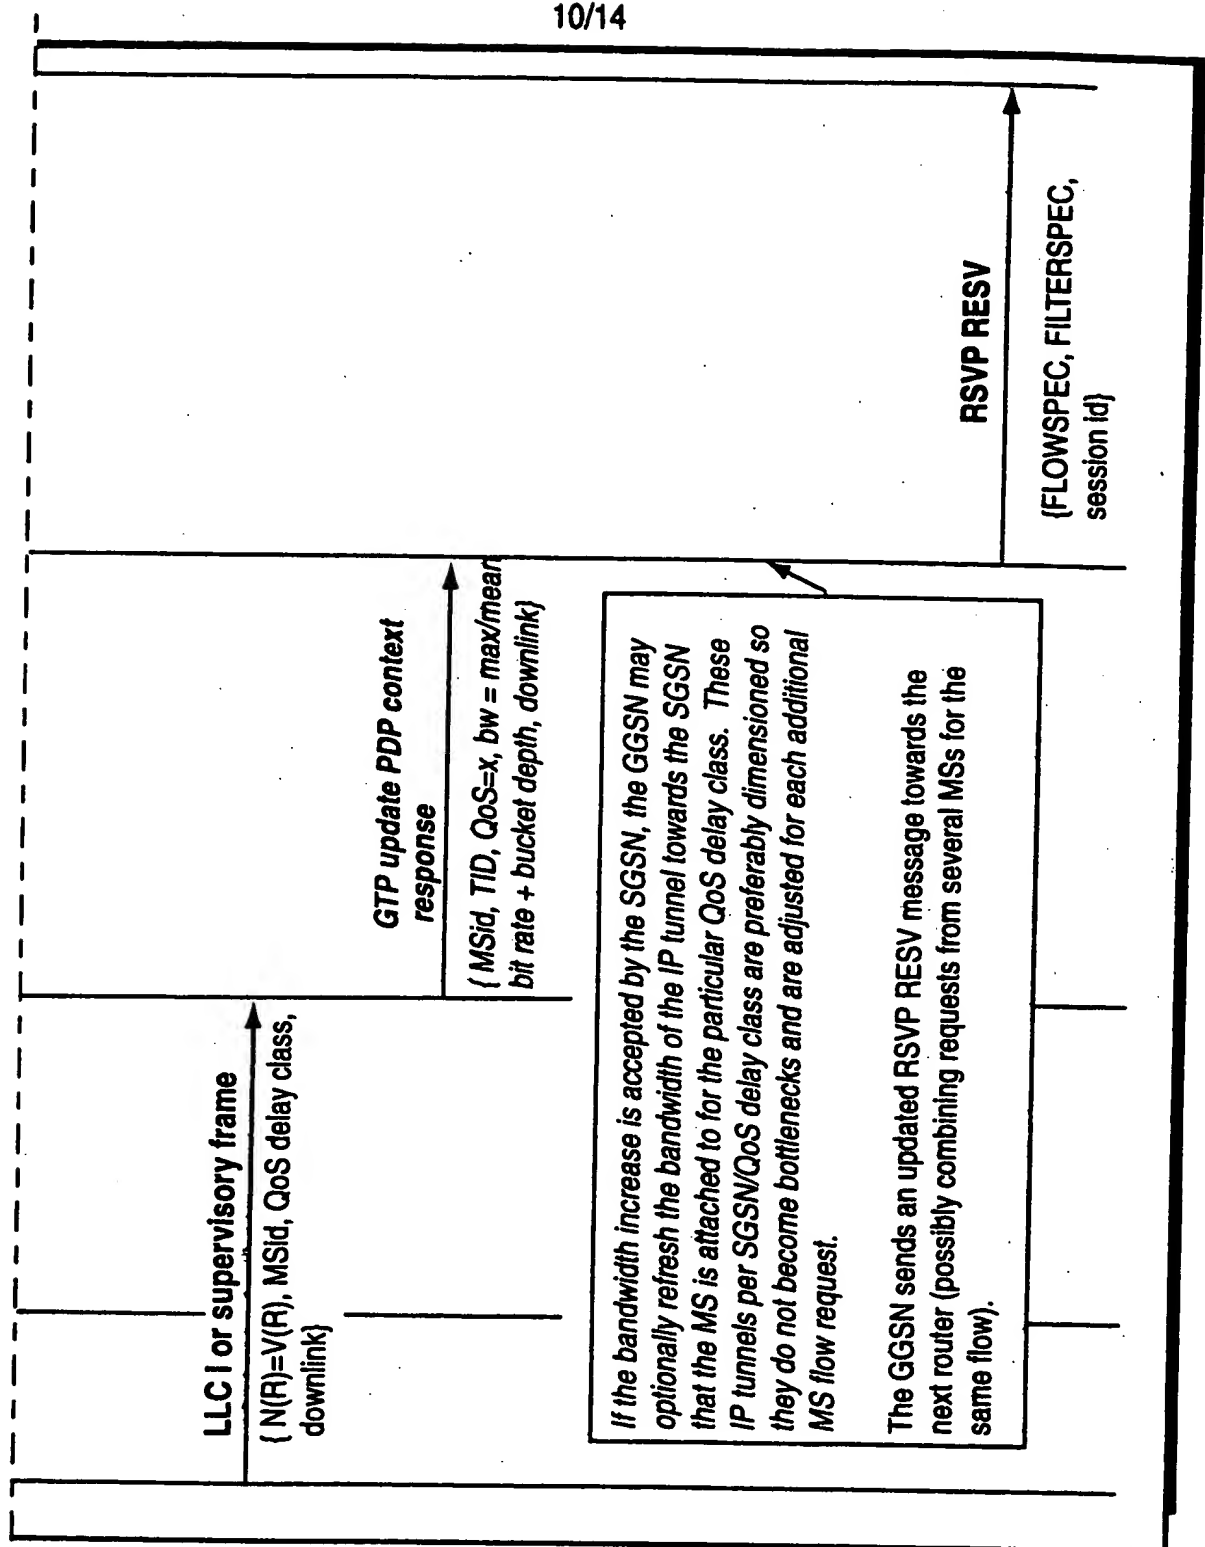 10/14
LLC I or supervisory frame
{ N(R)=V(R), MSid, QoS delay class,
downlink}
GTP update PDP context
response
{ MSid, TID, QoS=x, bw = max/mean
bit rate + bucket depth, downlink}
If the bandwidth increase is accepted by the SGSN, the GGSN may
optionally refresh the bandwidth of the IP tunnel towards the SGSN
that the MS is attached to for the particular QoS delay class. These
IP tunnels per SGSN/QoS delay class are preferably dimensioned so
they do not become bottlenecks and are adjusted for each additional
MS flow request.
The GGSN sends an updated RSVP RESV message towards the
next router (possibly combining requests from several MSs for the
same flow).
RSVP RESV
{FLOWSPEC, FILTERSPEC,
session id}